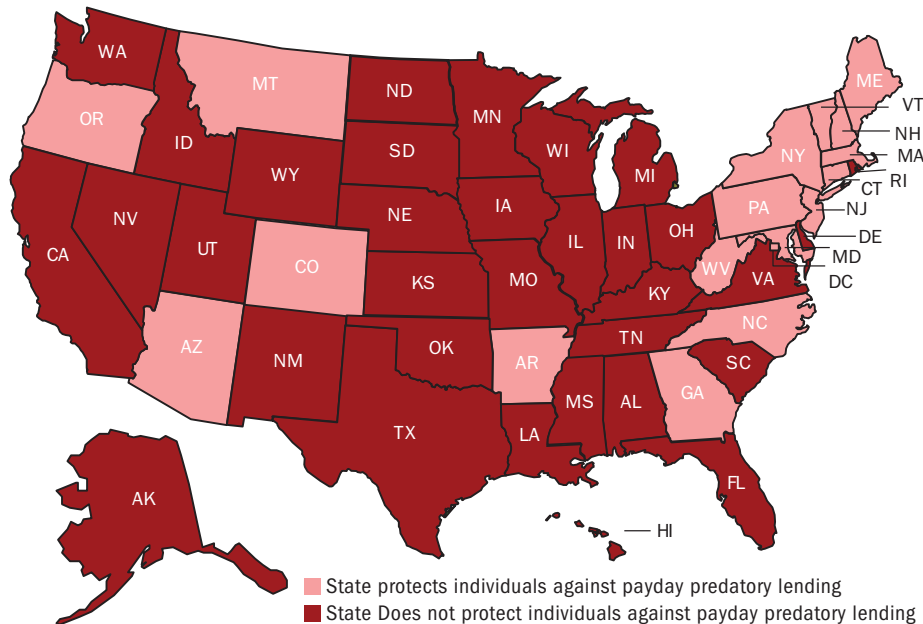 WA
MT
ND
MN
ME
VT
OR
ID
SD
WI
NH
WY
MI
NY
MA
RI
CT
NV
NE
IA
PA
NJ
CA
UT
CO
IL
IN
OH
DE
MD
DC
KS
MO
WV
VA
KY
AZ
NM
OK
AR
TN
NC
SC
TX
LA
MS
AL
GA
FL
AK
HI
State protects individuals against payday predatory lending
State Does not protect individuals against payday predatory lending